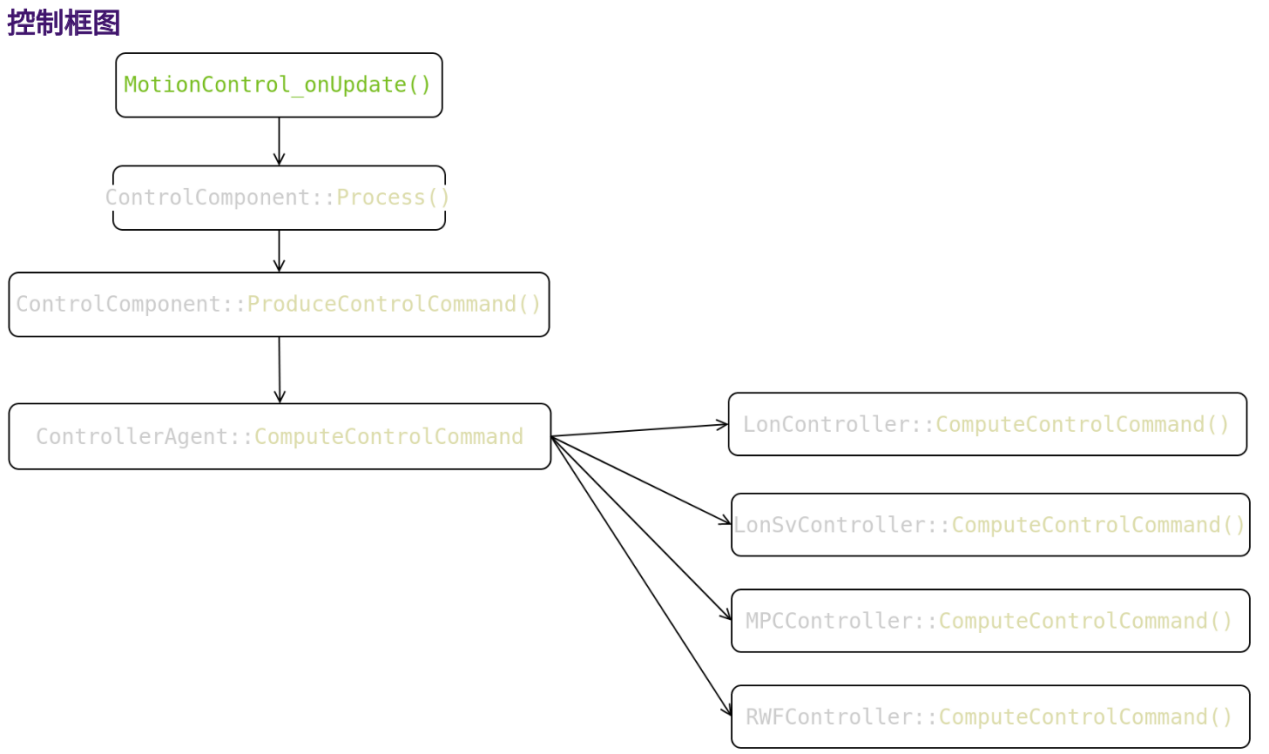 控制框图
MotionControl_onUpdate()
ControlComponent::Process()
ControlComponent::ProduceControlCommand()
ControllerAgent::ComputeControlCommand
LonController::ComputeControlCommand()
LonSvController::ComputeControlCommand()
MPCController::ComputeControlCommand()
RWFController::ComputeControlCommand()